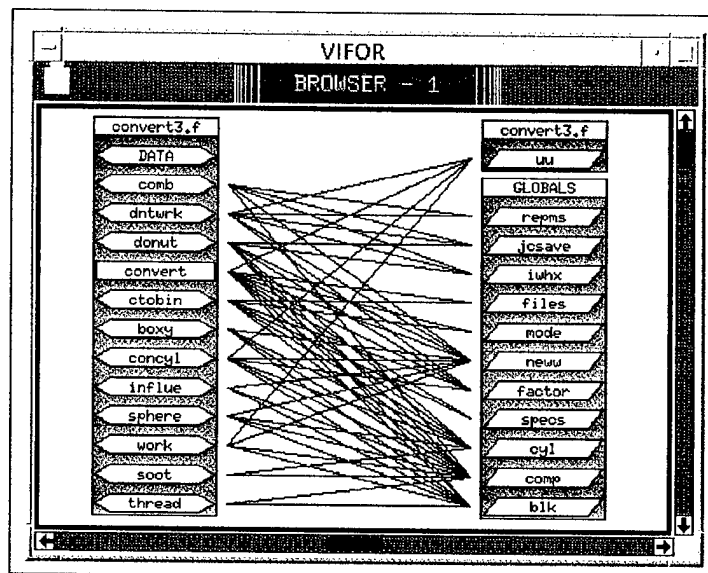 VIFOR
BROWSER - 1
convert3.f
DATA
comb
dntwrk
donut
convert
ctobin
boxy
concyl
influe
sphere
work
soot
thread
convert3.f
uu
GLOBALS
repms
jcsave
iwhx
files
mode
neww
factor
specs
cyl
comp
blk